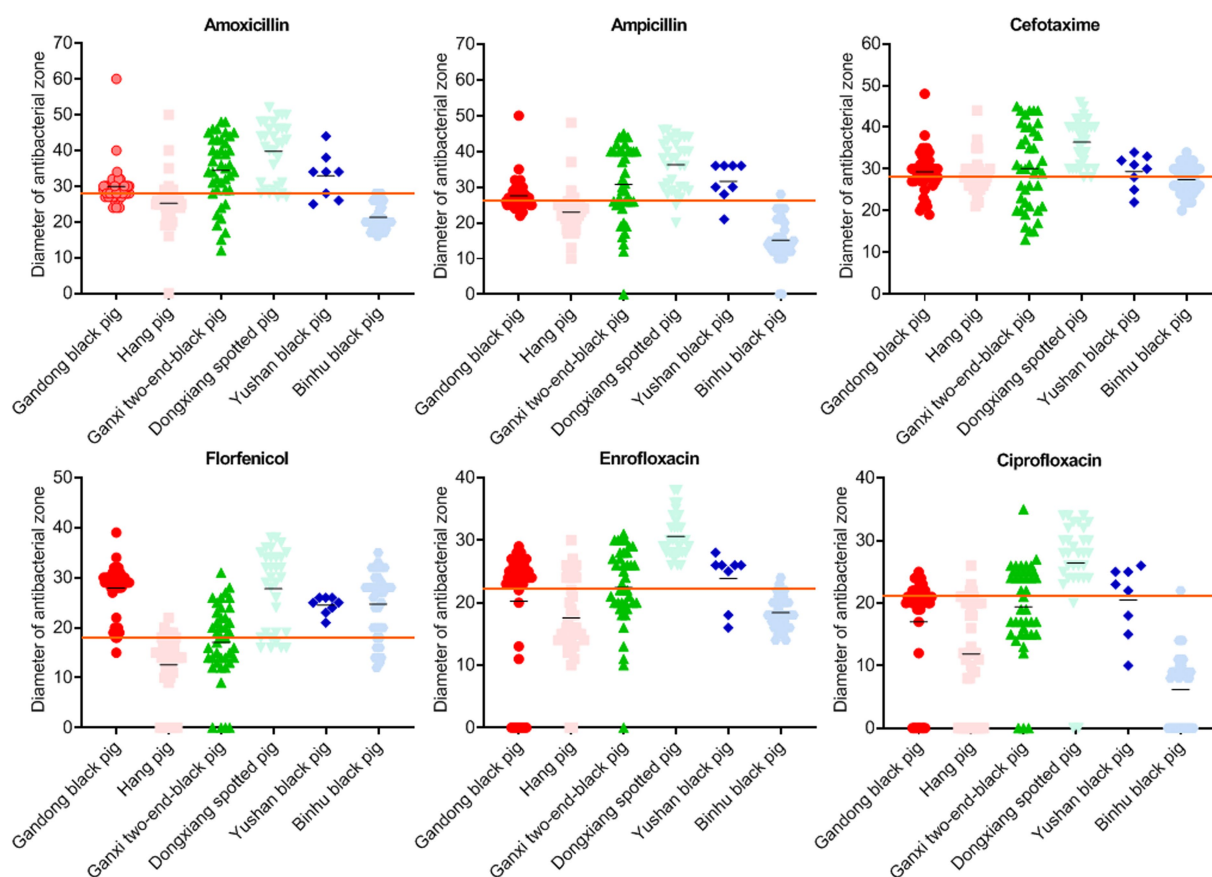 Amoxicillin
Diameter of antibacterial zone
70
60
50
40
30
20
10
0
Gandong black pig
Hang pig
Ganxi two-end-black pig
Dongxiang spotted pig
Yushan black pig
Binhu black pig
Ampicillin
Diameter of antibacterial zone
70
60
50
40
30
20
10
0
Gandong black pig
Hang pig
Ganxi two-end-black pig
Dongxiang spotted pig
Yushan black pig
Binhu black pig
Cefotaxime
Diameter of antibacterial zone
60
50
40
30
20
10
0
Gandong black pig
Hang pig
Ganxi two-end-black pig
Dongxiang spotted pig
Yushan black pig
Binhu black pig
Florfenicol
Diameter of antibacterial zone
50
40
30
20
10
0
Gandong black pig
Hang pig
Ganxi two-end-black pig
Dongxiang spotted pig
Yushan black pig
Binhu black pig
Enrofloxacin
Diameter of antibacterial zone
40
30
20
10
0
Gandong black pig
Hang pig
Ganxi two-end-black pig
Dongxiang spotted pig
Yushan black pig
Binhu black pig
Ciprofloxacin
Diameter of antibacterial zone
40
30
20
10
0
Gandong black pig
Hang pig
Ganxi two-end-black pig
Dongxiang spotted pig
Yushan black pig
Binhu black pig